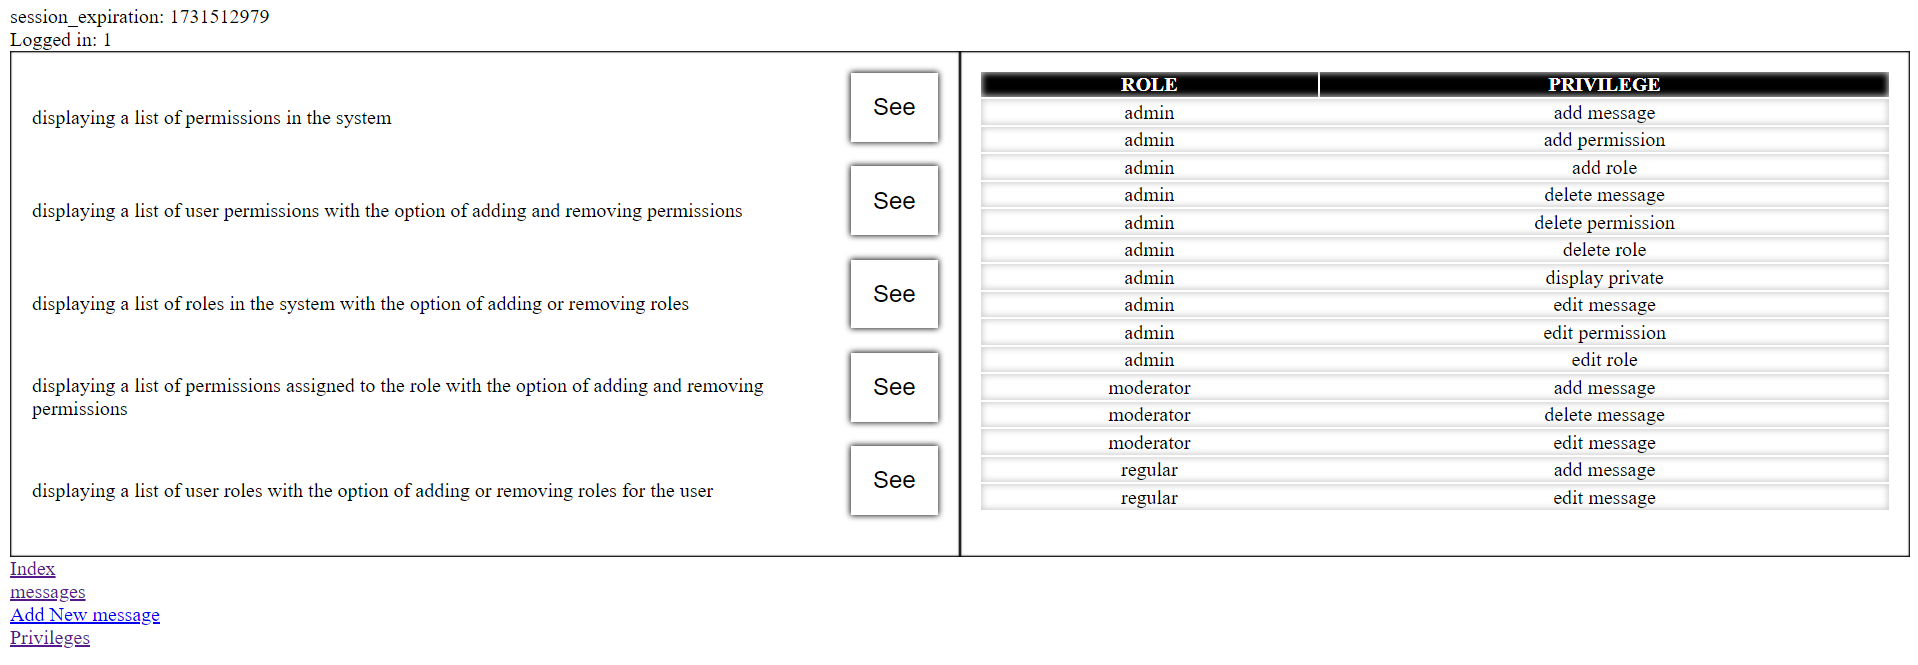 session_expiration: 1731512979
Logged in: 1
displaying a list of permissions in the system
See
displaying a list of user permissions with the option of adding and removing permissions
See
displaying a list of roles in the system with the option of adding or removing roles
See
displaying a list of permissions assigned to the role with the option of adding and removing
permissions
See
displaying a list of user roles with the option of adding or removing roles for the user
See
ROLE PRIVILEGE
admin add message
admin add permission
admin add role
admin delete message
admin delete permission
admin delete role
admin display private
admin edit message
admin edit permission
admin edit role
moderator add message
moderator delete message
moderator edit message
regular add message
regular edit message
Index
messages
Add New message
Privileges